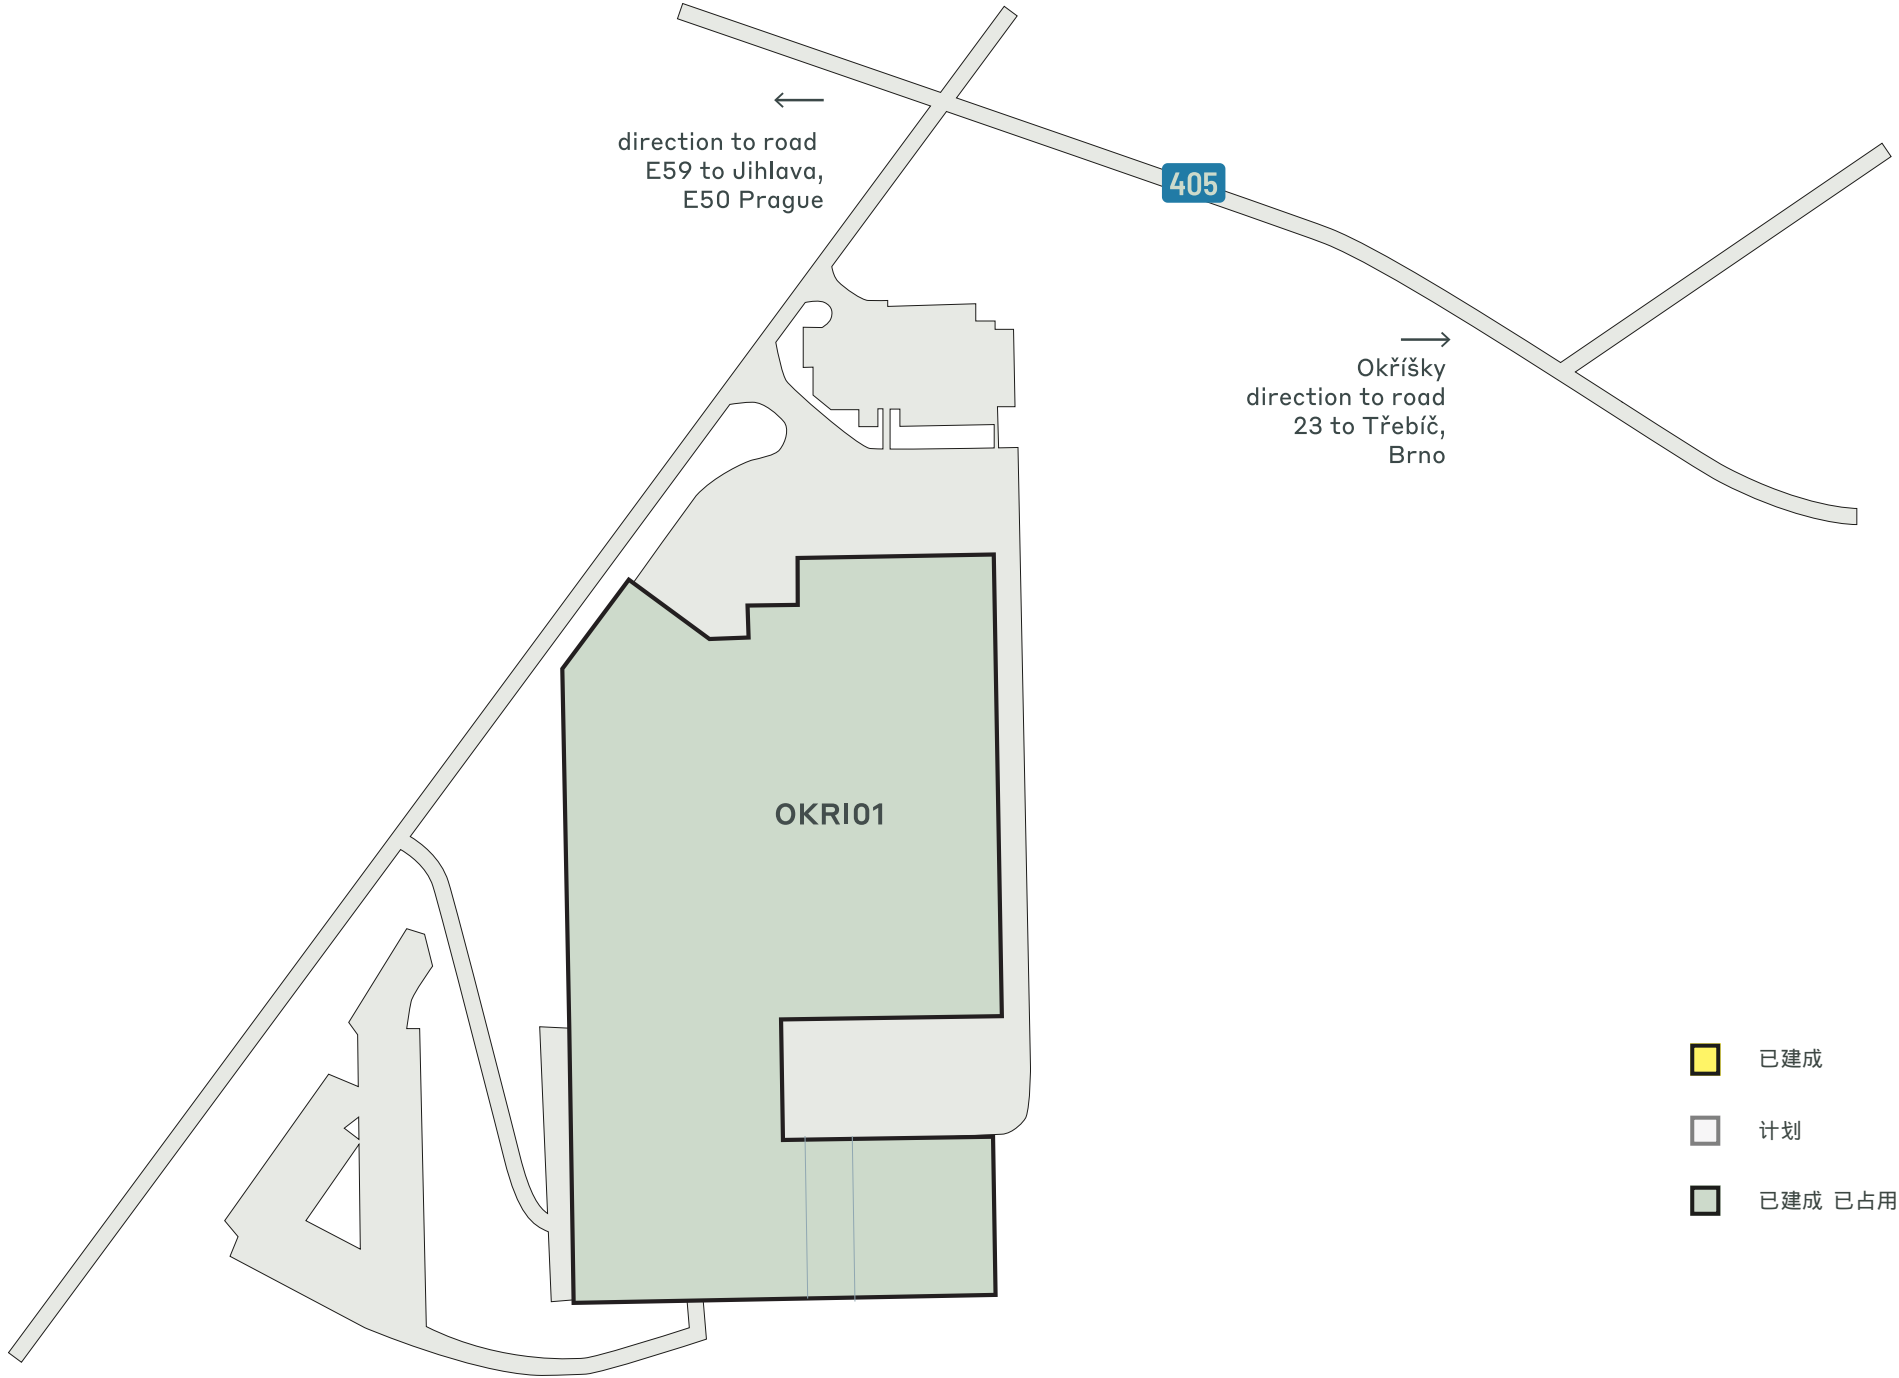 direction to road
E59 to Jihlava,
E50 Prague
405
Okříšky
direction to road
23 to Třebíč,
Brno
OKRI01
已建成
计划
已建成 已占用